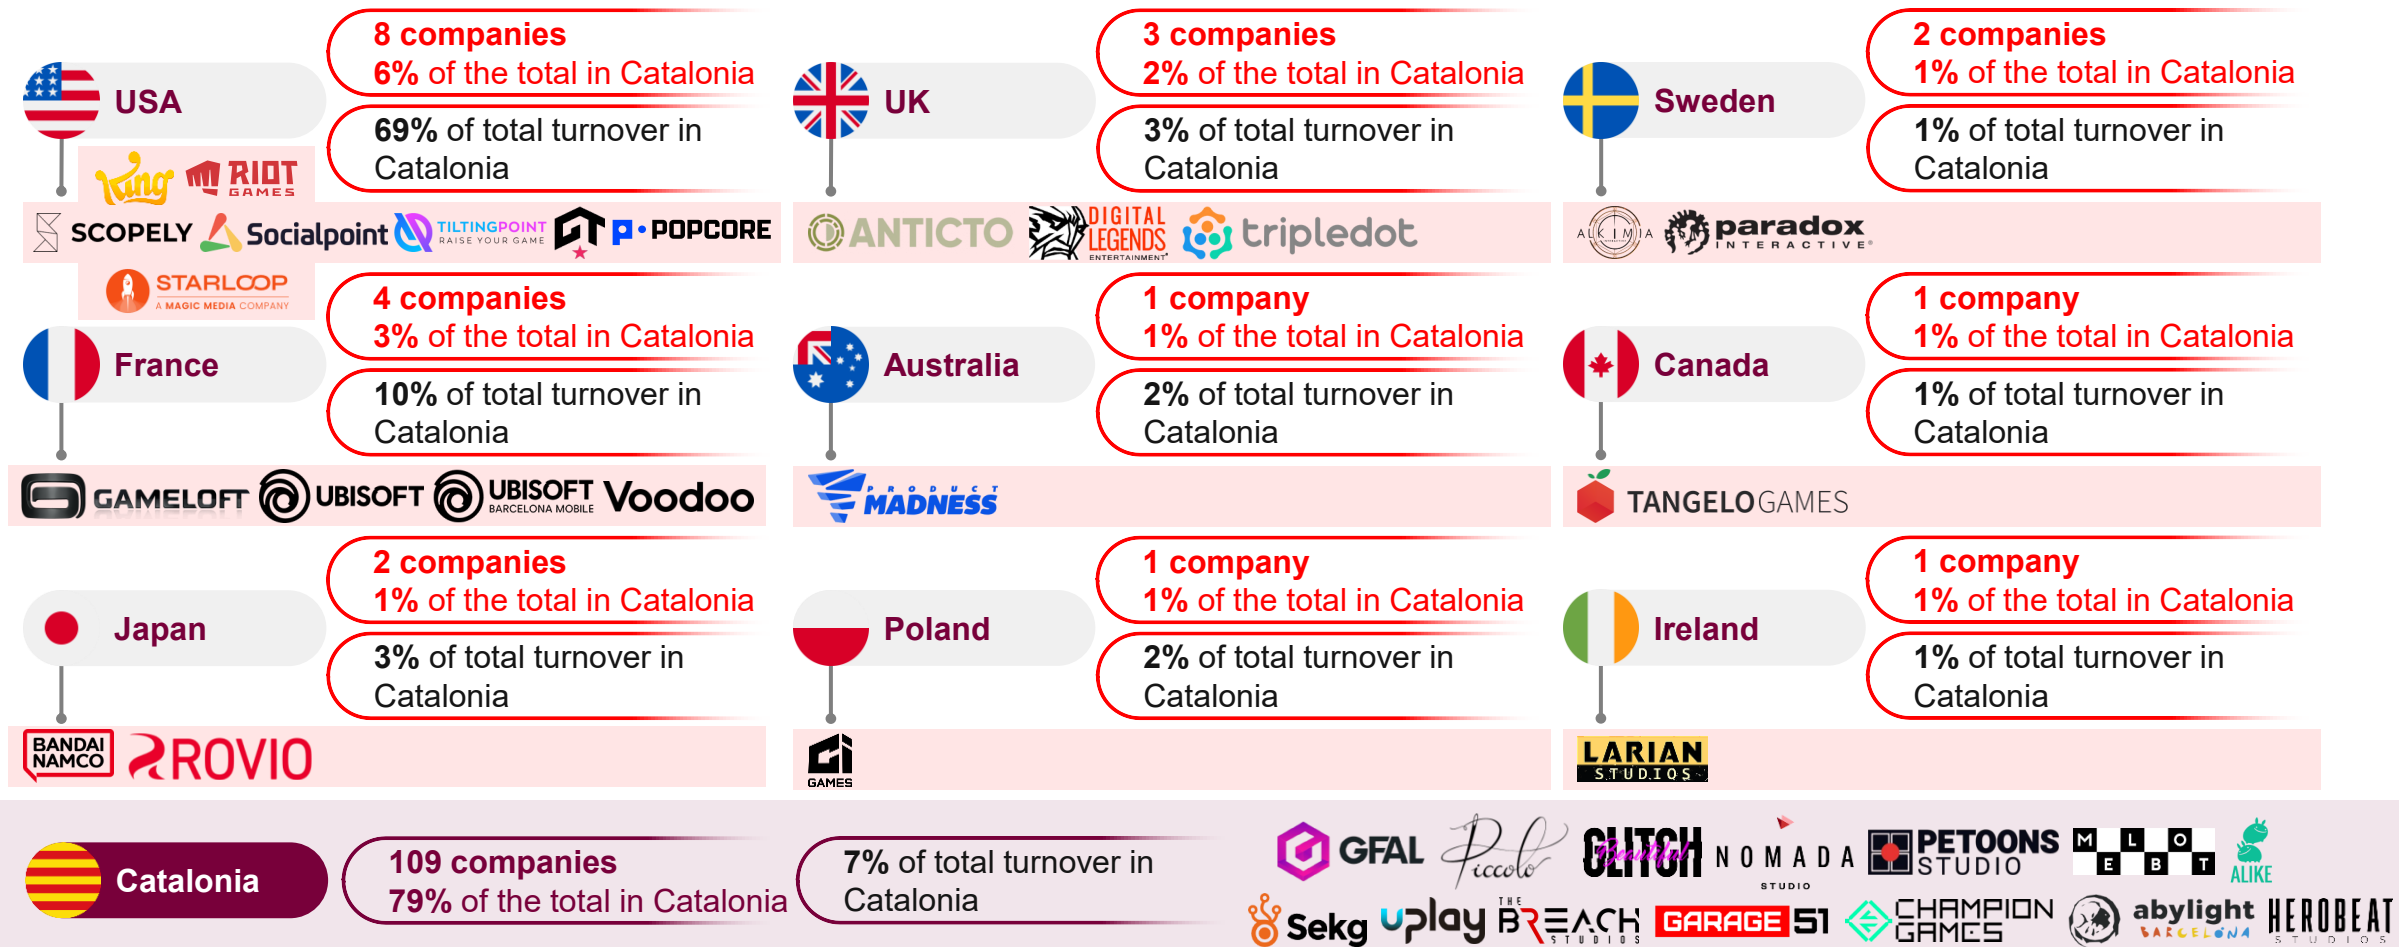 USA
8 companies
6% of the total in Catalonia
69% of total turnover in
Catalonia
King
RIOT
GAMES
SCOPELY
Socialpoint
TILTINGPOINT
RAISE YOUR GAME
GT
P·POPCORE
STARLOOP
A MAGIC MEDIA COMPANY
UK
3 companies
2% of the total in Catalonia
3% of total turnover in
Catalonia
ANTICTO
DIGITAL
LEGENDS
ENTERTAINMENT
tripledot
Sweden
2 companies
1% of the total in Catalonia
1% of total turnover in
Catalonia
ALKIMIA
paradox
INTERACTIVE®
France
4 companies
3% of the total in Catalonia
10% of total turnover in
Catalonia
GAMELOFT
UBISOFT
UBISOFT
BARCELONA MOBILE
Voodoo
Australia
1 company
1% of the total in Catalonia
2% of total turnover in
Catalonia
PRODUCT
MADNESS
Canada
1 company
1% of the total in Catalonia
1% of total turnover in
Catalonia
TANGELOGAMES
Japan
2 companies
1% of the total in Catalonia
3% of total turnover in
Catalonia
BANDAI
NAMCO
ROVIO
Poland
1 company
1% of the total in Catalonia
2% of total turnover in
Catalonia
CI
GAMES
Ireland
1 company
1% of the total in Catalonia
1% of total turnover in
Catalonia
LARIAN
STUDIOS
Catalonia
109 companies
79% of the total in Catalonia
7% of total turnover in
Catalonia
GFAL
Piccolo
GLITCH
Beautiful
NOMADA
STUDIO
PETOONS
STUDIO
MLO
EBT
ALIKE
Sekg
uplay
THE
BREACH
STUDIOS
GARAGE 51
CHAMPION
GAMES
abylight
BARCELONA
HEROBEAT
STUDIOS